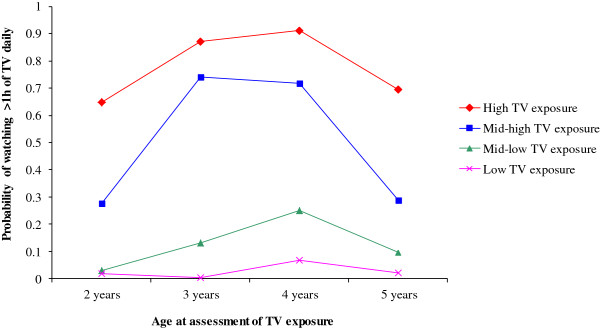 Probability of watching >1h of TV daily
1
0.9
0.8
0.7
0.6
0.5
0.4
0.3
0.2
0.1
0
2 years
3 years
4 years
5 years
Age at assessment of TV exposure
High TV exposure
Mid-high TV exposure
Mid-low TV exposure
Low TV exposure